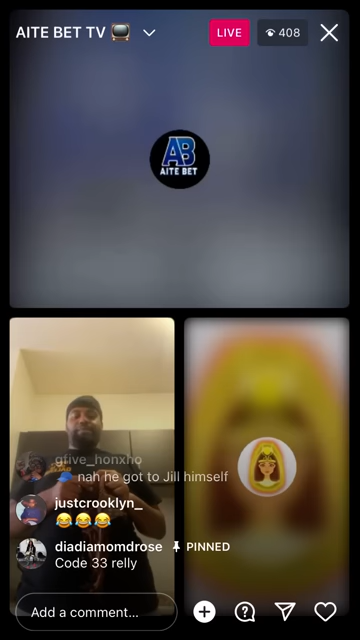 AITE BET TV 📺
LIVE
408
AB
AITE BET
gfive_honxho
🧢 nah he got to Jill himself
justcrooklyn_
😂😂😂
diadiamomdrose PINNED
Code 33 relly
Add a comment...